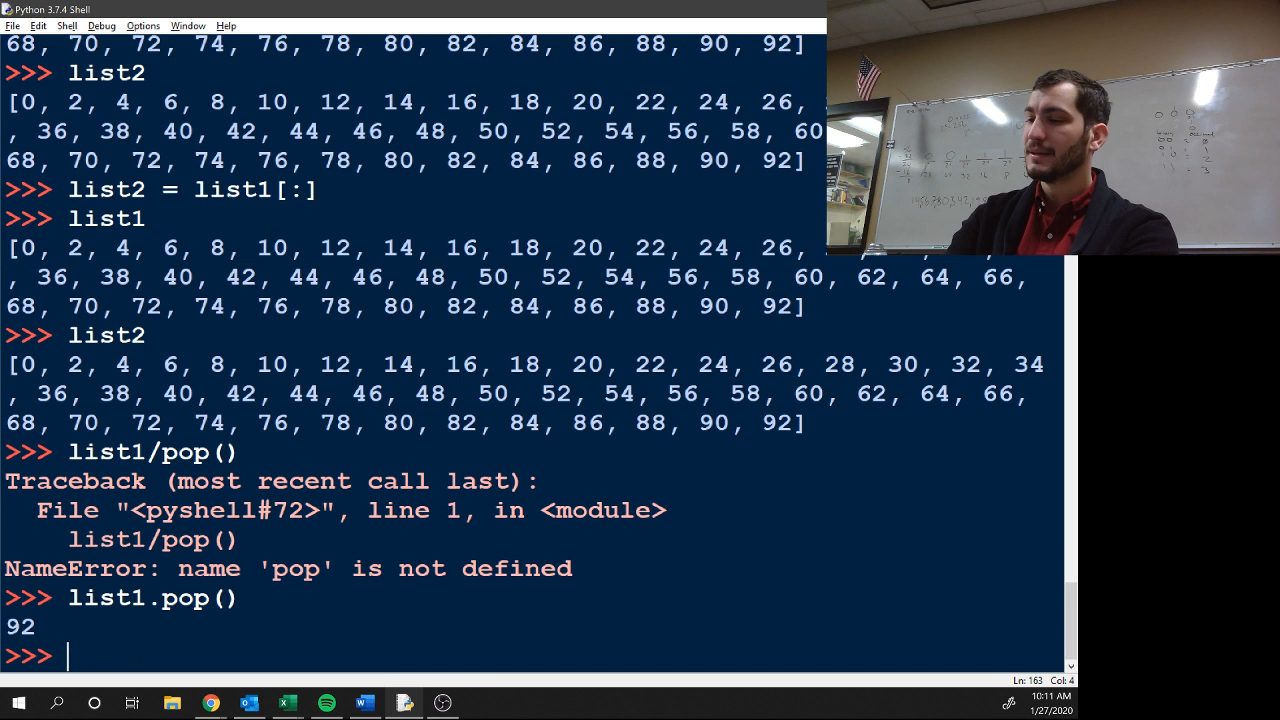 Python 3.7.4 Shell
File Edit Shell Debug Options Window Help
68, 70, 72, 74, 76, 78, 80, 82, 84, 86, 88, 90, 92]
>>> list2
[0, 2, 4, 6, 8, 10, 12, 14, 16, 18, 20, 22, 24, 26,
, 36, 38, 40, 42, 44, 46, 48, 50, 52, 54, 56, 58, 60
68, 70, 72, 74, 76, 78, 80, 82, 84, 86, 88, 90, 92]
>>> list2 = list1[:]
>>> list1
[0, 2, 4, 6, 8, 10, 12, 14, 16, 18, 20, 22, 24, 26,
, 36, 38, 40, 42, 44, 46, 48, 50, 52, 54, 56, 58, 60, 62, 64, 66,
68, 70, 72, 74, 76, 78, 80, 82, 84, 86, 88, 90, 92]
>>> list2
[0, 2, 4, 6, 8, 10, 12, 14, 16, 18, 20, 22, 24, 26, 28, 30, 32, 34
, 36, 38, 40, 42, 44, 46, 48, 50, 52, 54, 56, 58, 60, 62, 64, 66,
68, 70, 72, 74, 76, 78, 80, 82, 84, 86, 88, 90, 92]
>>> list1/pop()
Traceback (most recent call last):
File "<pyshell#72>", line 1, in <module>
list1/pop()
NameError: name 'pop' is not defined
>>> list1.pop()
92
>>>
Ln: 163 Col: 4
10:11 AM
1/27/2020